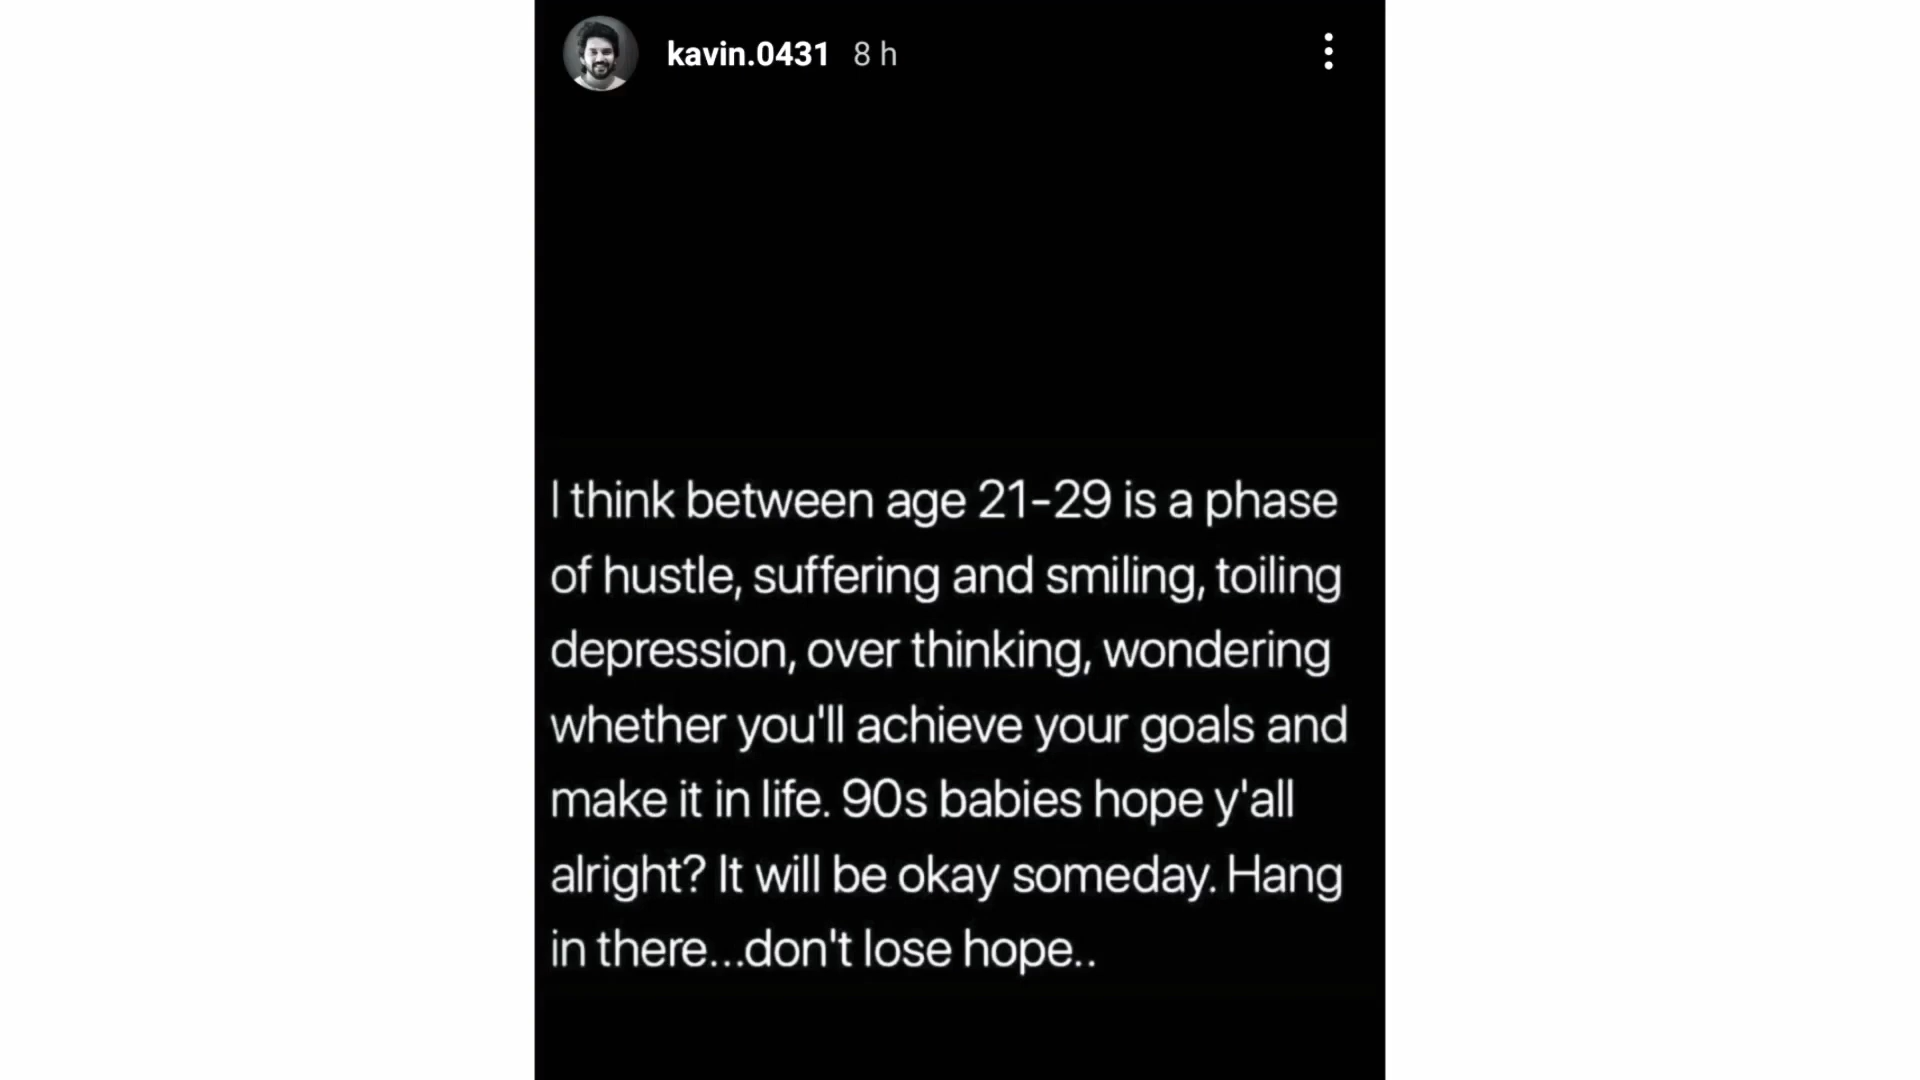 kavin.0431 8 h
I think between age 21-29 is a phase
of hustle, suffering and smiling, toiling
depression, over thinking, wondering
whether you'll achieve your goals and
make it in life. 90s babies hope y'all
alright? It will be okay someday. Hang
in there...don't lose hope..